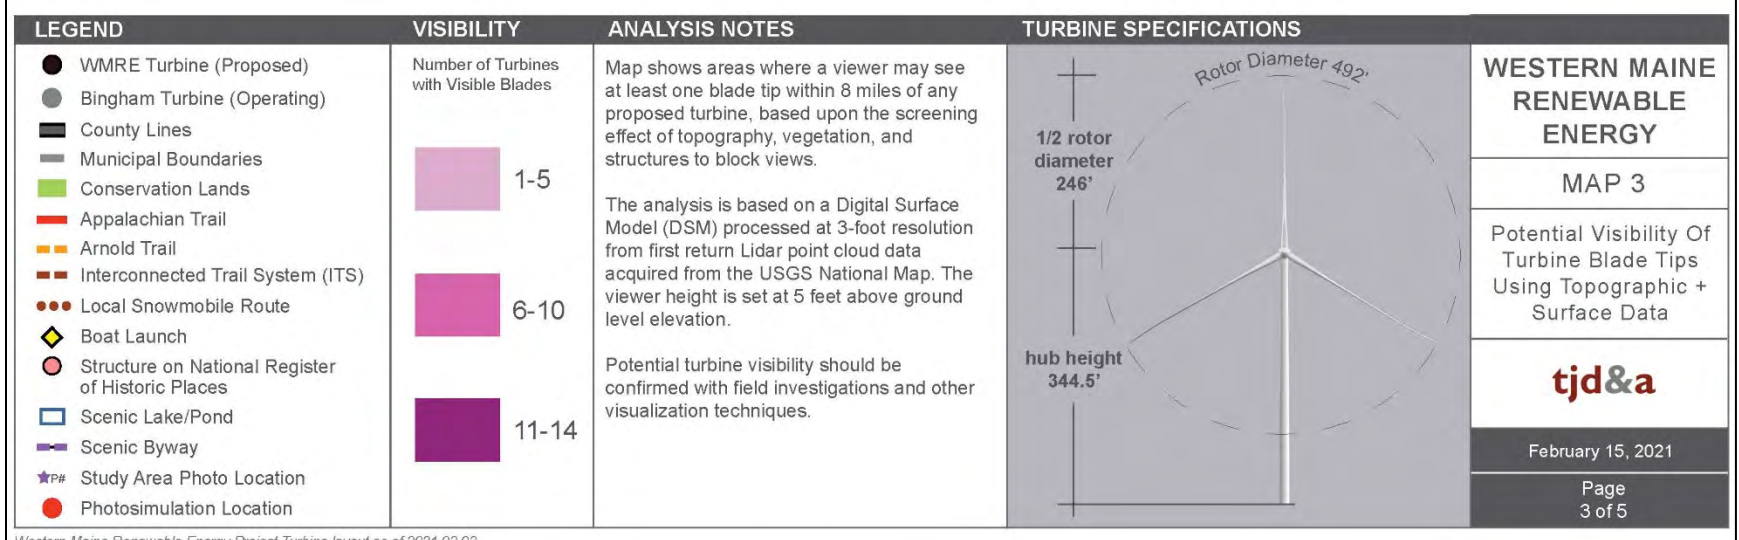 LEGEND
WMRE Turbine (Proposed)
Bingham Turbine (Operating)
County Lines
Municipal Boundaries
Conservation Lands
Appalachian Trail
Arnold Trail
Interconnected Trail System (ITS)
Local Snowmobile Route
Boat Launch
Structure on National Register
of Historic Places
Scenic Lake/Pond
Scenic Byway
P# Study Area Photo Location
Photosimulation Location
VISIBILITY
Number of Turbines
with Visible Blades
1-5
6-10
11-14
ANALYSIS NOTES
Map shows areas where a viewer may see
at least one blade tip within 8 miles of any
proposed turbine, based upon the screening
effect of topography, vegetation, and
structures to block views.
The analysis is based on a Digital Surface
Model (DSM) processed at 3-foot resolution
from first return Lidar point cloud data
acquired from the USGS National Map. The
viewer height is set at 5 feet above ground
level elevation.
Potential turbine visibility should be
confirmed with field investigations and other
visualization techniques.
TURBINE SPECIFICATIONS
Rotor Diameter 492'
1/2 rotor
diameter
246'
hub height
344.5'
WESTERN MAINE
RENEWABLE
ENERGY
MAP 3
Potential Visibility Of
Turbine Blade Tips
Using Topographic +
Surface Data
tjd&a
February 15, 2021
Page
3 of 5
Western Maine Renewable Energy Project Turbine layout as of